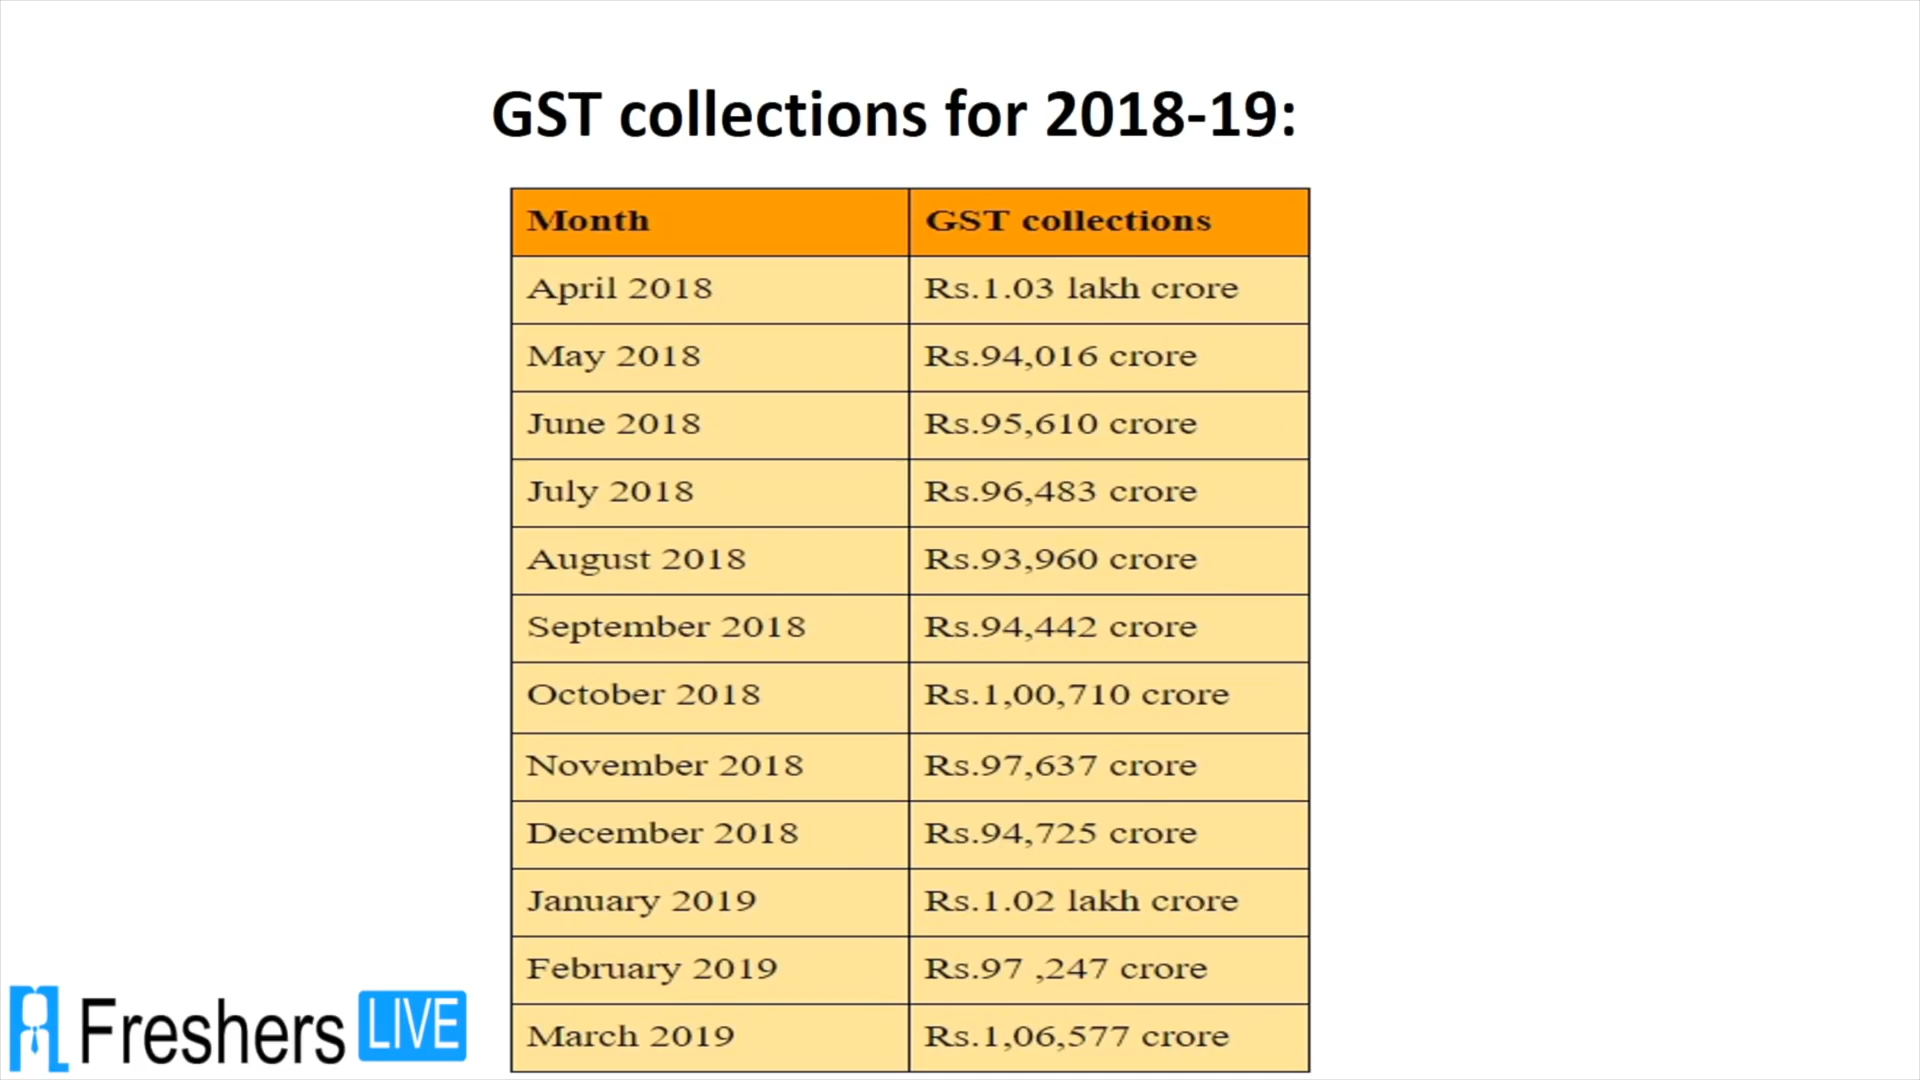 GST collections for 2018-19:
Month GST collections
April 2018 Rs.1.03 lakh crore
May 2018 Rs.94,016 crore
June 2018 Rs.95,610 crore
July 2018 Rs.96,483 crore
August 2018 Rs.93,960 crore
September 2018 Rs.94,442 crore
October 2018 Rs.1,00,710 crore
November 2018 Rs.97,637 crore
December 2018 Rs.94,725 crore
January 2019 Rs.1.02 lakh crore
February 2019 Rs.97 ,247 crore
March 2019 Rs.1,06,577 crore
Freshers LIVE